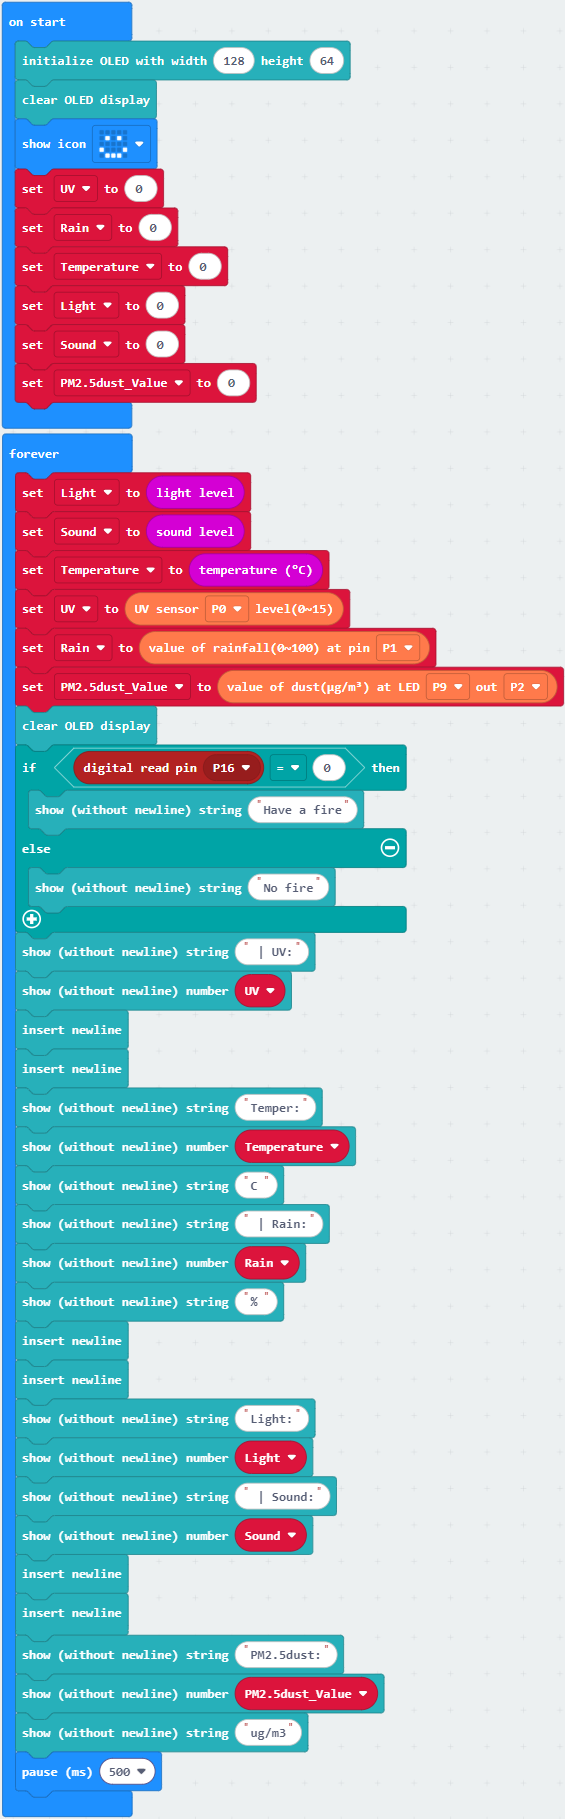 on start
initialize OLED with width 128 height 64
clear OLED display
show icon
set UV to 0
set Rain to 0
set Temperature to 0
set Light to 0
set Sound to 0
set PM2.5dust_Value to 0
forever
set Light to light level
set Sound to sound level
set Temperature to temperature (°C)
set UV to UV sensor P0 level(0~15)
set Rain to value of rainfall(0~100) at pin P1
set PM2.5dust_Value to value of dust(μg/m³) at LED P9 out P2
clear OLED display
if digital read pin P16 = 0 then
show (without newline) string "Have a fire"
else
show (without newline) string "No fire"
show (without newline) string " | UV:"
show (without newline) number UV
insert newline
insert newline
show (without newline) string "Temper:"
show (without newline) number Temperature
show (without newline) string "C "
show (without newline) string " | Rain:"
show (without newline) number Rain
show (without newline) string "% "
insert newline
insert newline
show (without newline) string "Light:"
show (without newline) number Light
show (without newline) string " | Sound:"
show (without newline) number Sound
insert newline
insert newline
show (without newline) string "PM2.5dust:"
show (without newline) number PM2.5dust_Value
show (without newline) string "ug/m3"
pause (ms) 500